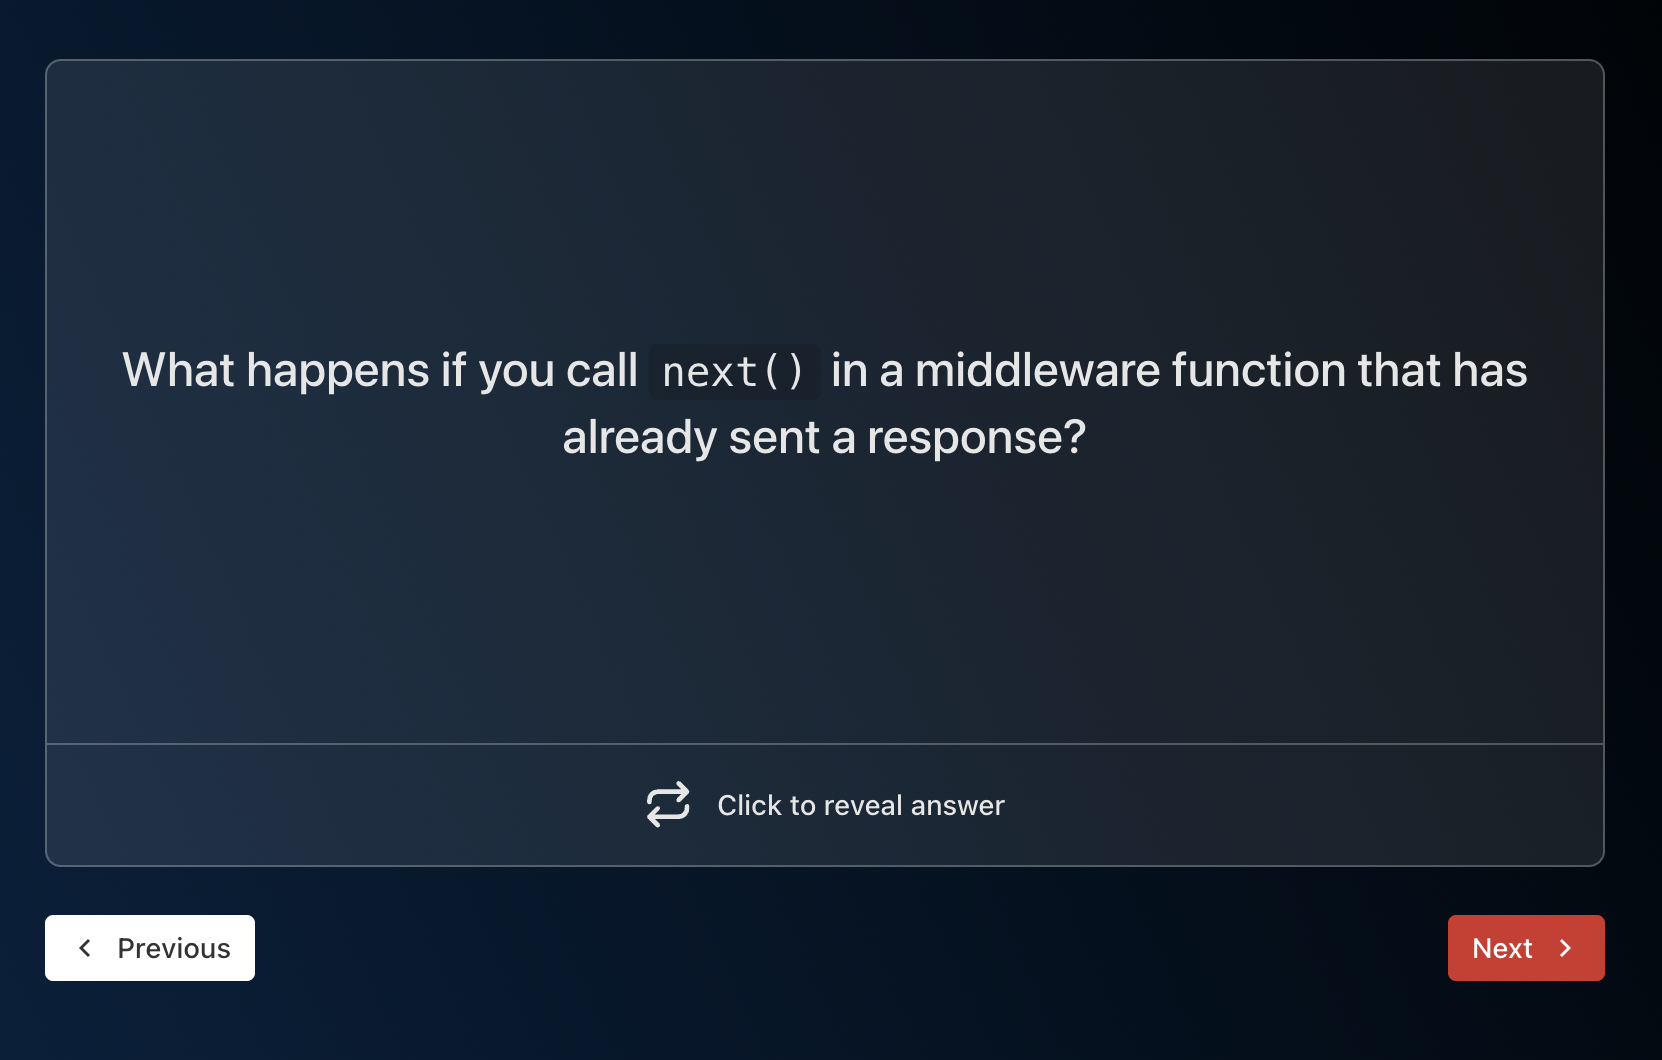 What happens if you call next() in a middleware function that has
already sent a response?
Click to reveal answer
Previous
Next